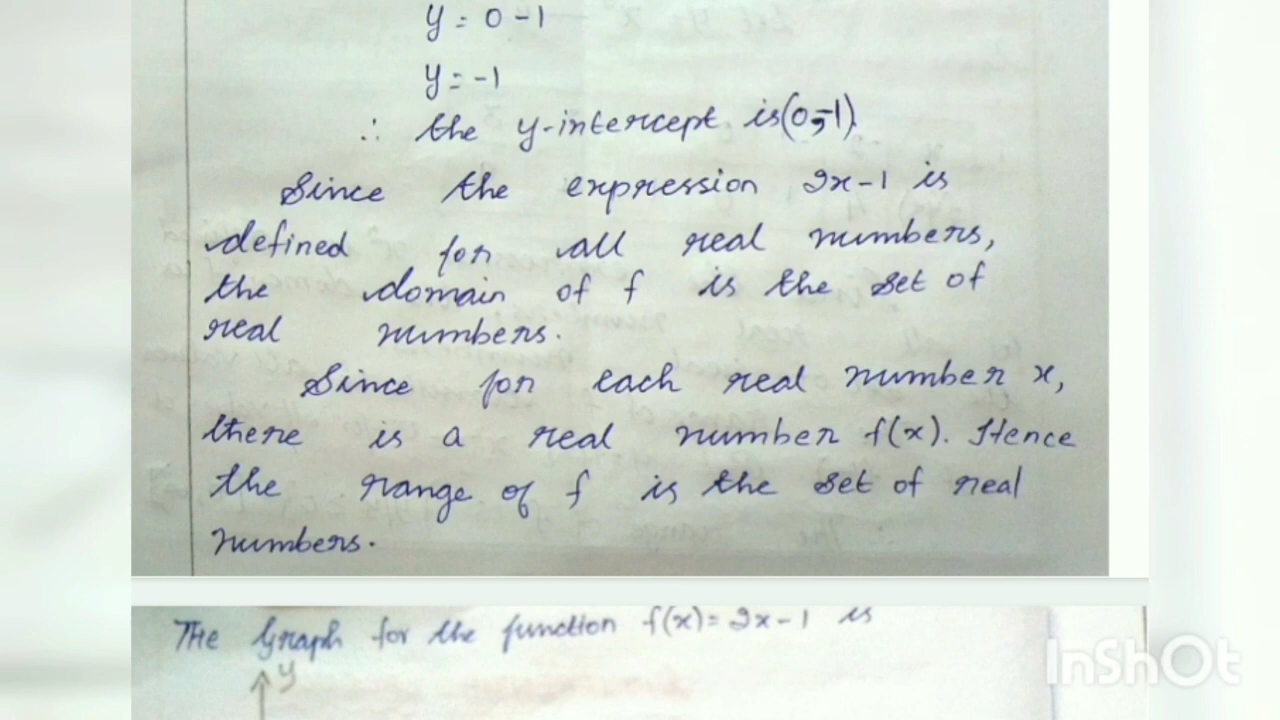 y = 0 - 1
y = -1
∴ the y-intercept is (0, -1).
Since the expression 2x-1 is
defined for all real numbers,
the domain of f is the set of
real numbers.
Since for each real number x,
there is a real number f(x). Hence
the range of f is the set of real
numbers.
THe Graph for the function f(x) = 2x-1 is
y
InShOt